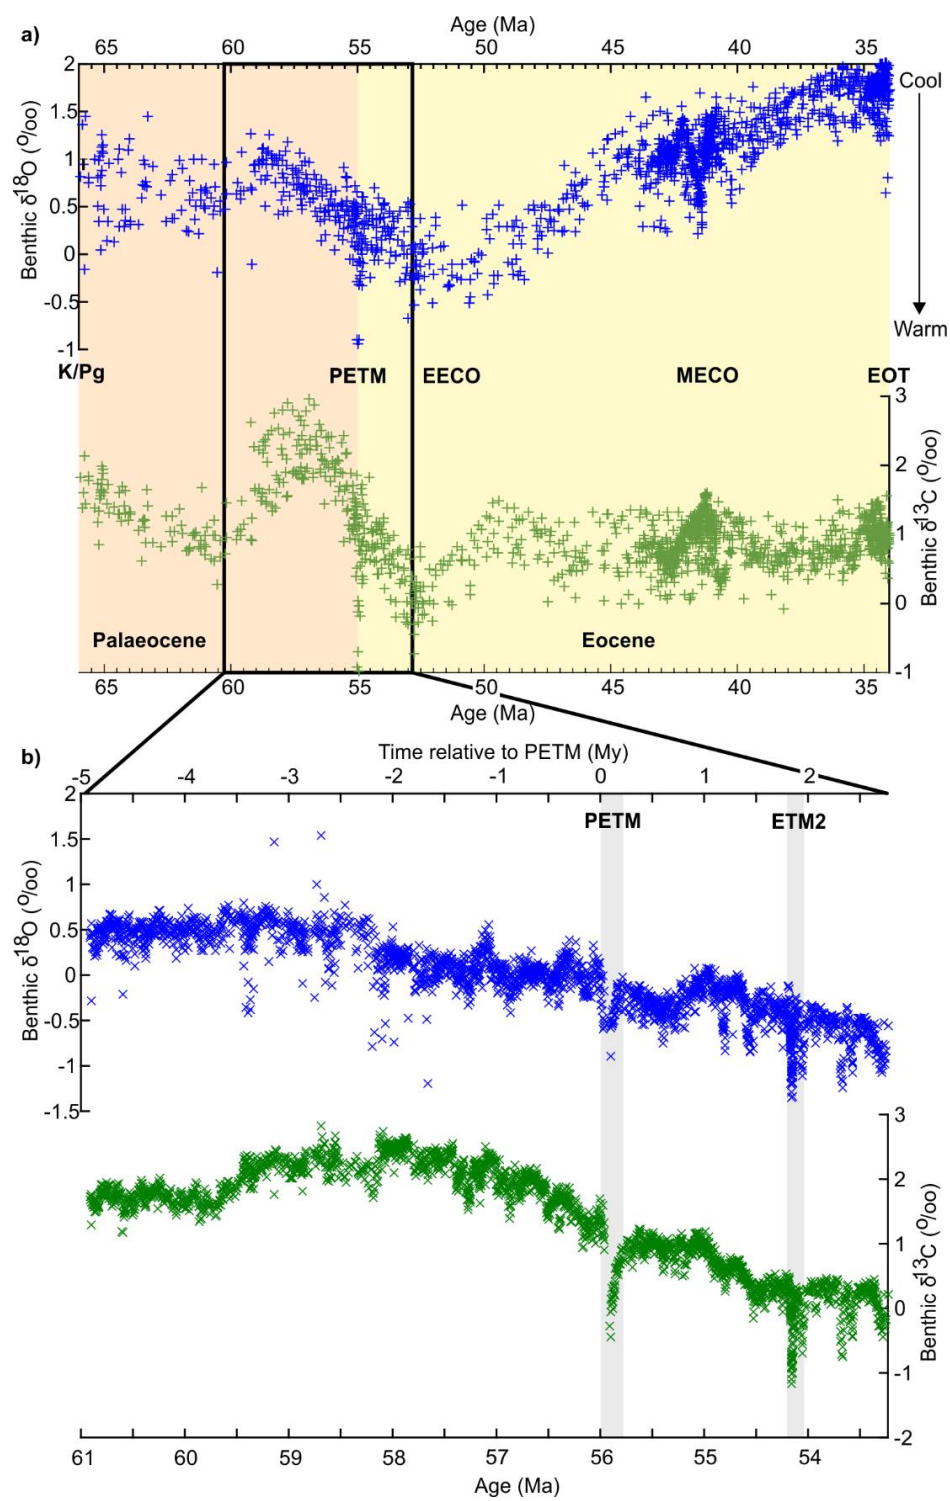 a)
Age (Ma)
65 60 55 50 45 40 35
2
1.5
1
0.5
0
-0.5
-1
Benthic δ18O (o/oo)
Cool
Warm
K/Pg PETM EECO MECO EOT
3
2
1
0
-1
Benthic δ13C (o/oo)
Palaeocene Eocene
65 60 55 50 45 40 35
Age (Ma)
b)
Time relative to PETM (My)
-5 -4 -3 -2 -1 0 1 2
2
1.5
1
0.5
0
-0.5
-1
-1.5
Benthic δ18O (o/oo)
PETM ETM2
3
2
1
0
-1
-2
Benthic δ13C (o/oo)
61 60 59 58 57 56 55 54
Age (Ma)